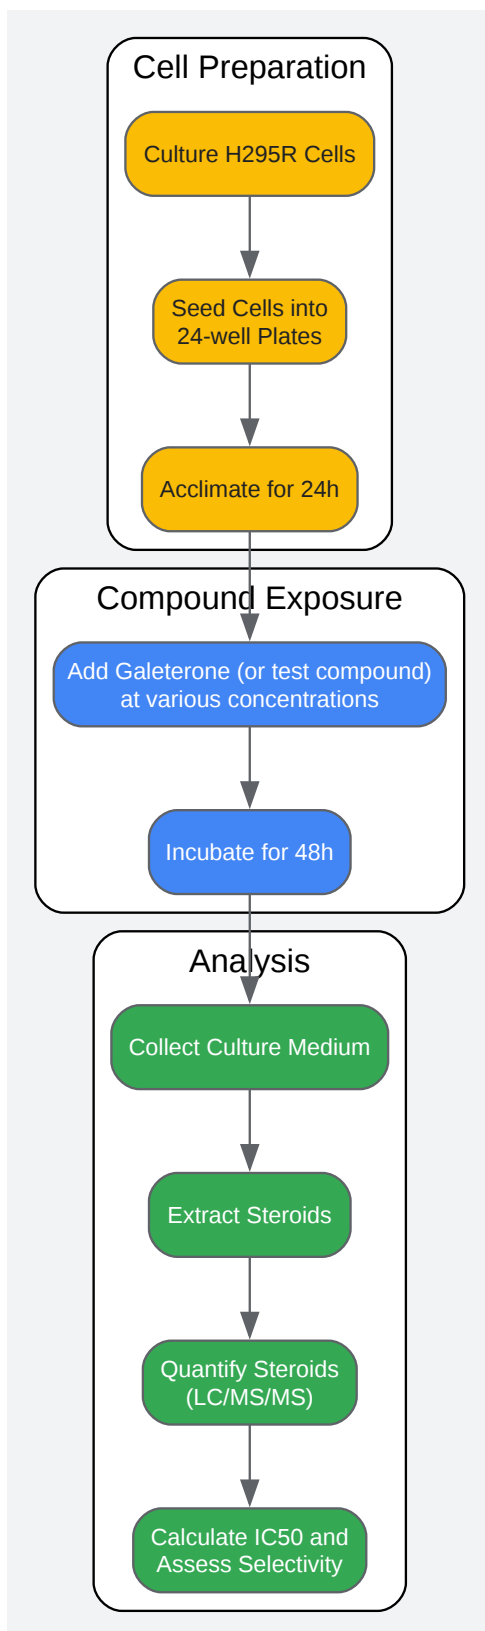 Cell Preparation
Culture H295R Cells
Seed Cells into
24-well Plates
Acclimate for 24h
Compound Exposure
Add Galeterone (or test compound)
at various concentrations
Incubate for 48h
Analysis
Collect Culture Medium
Extract Steroids
Quantify Steroids
(LC/MS/MS)
Calculate IC50 and
Assess Selectivity